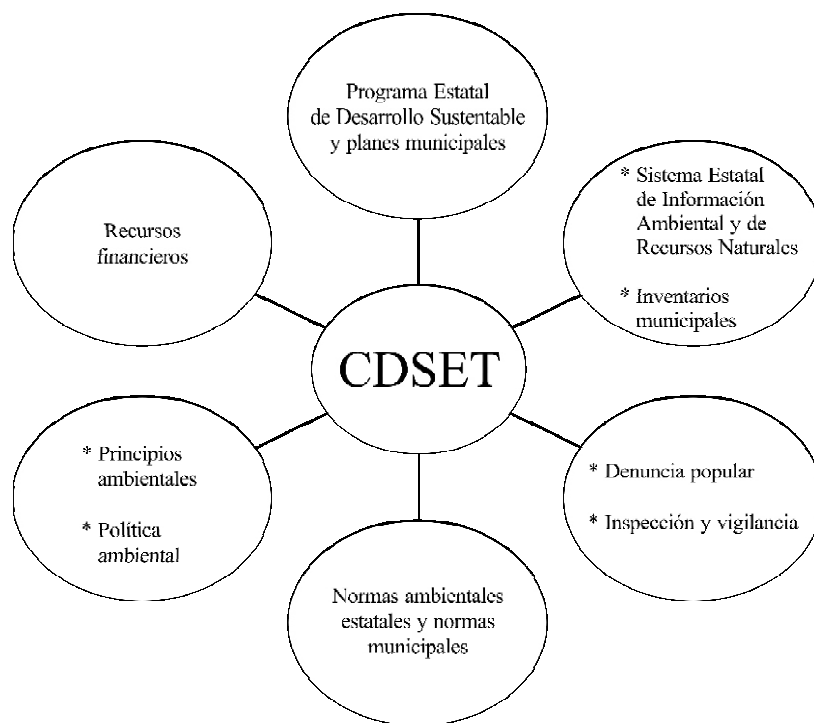 Programa Estatal
de Desarrollo Sustentable
y planes municipales
* Sistema Estatal
de Información
Ambiental y de
Recursos Naturales
* Inventarios
municipales
Recursos
financieros
CDSET
* Principios
ambientales
* Política
ambiental
* Denuncia popular
* Inspección y vigilancia
Normas ambientales
estatales y normas
municipales